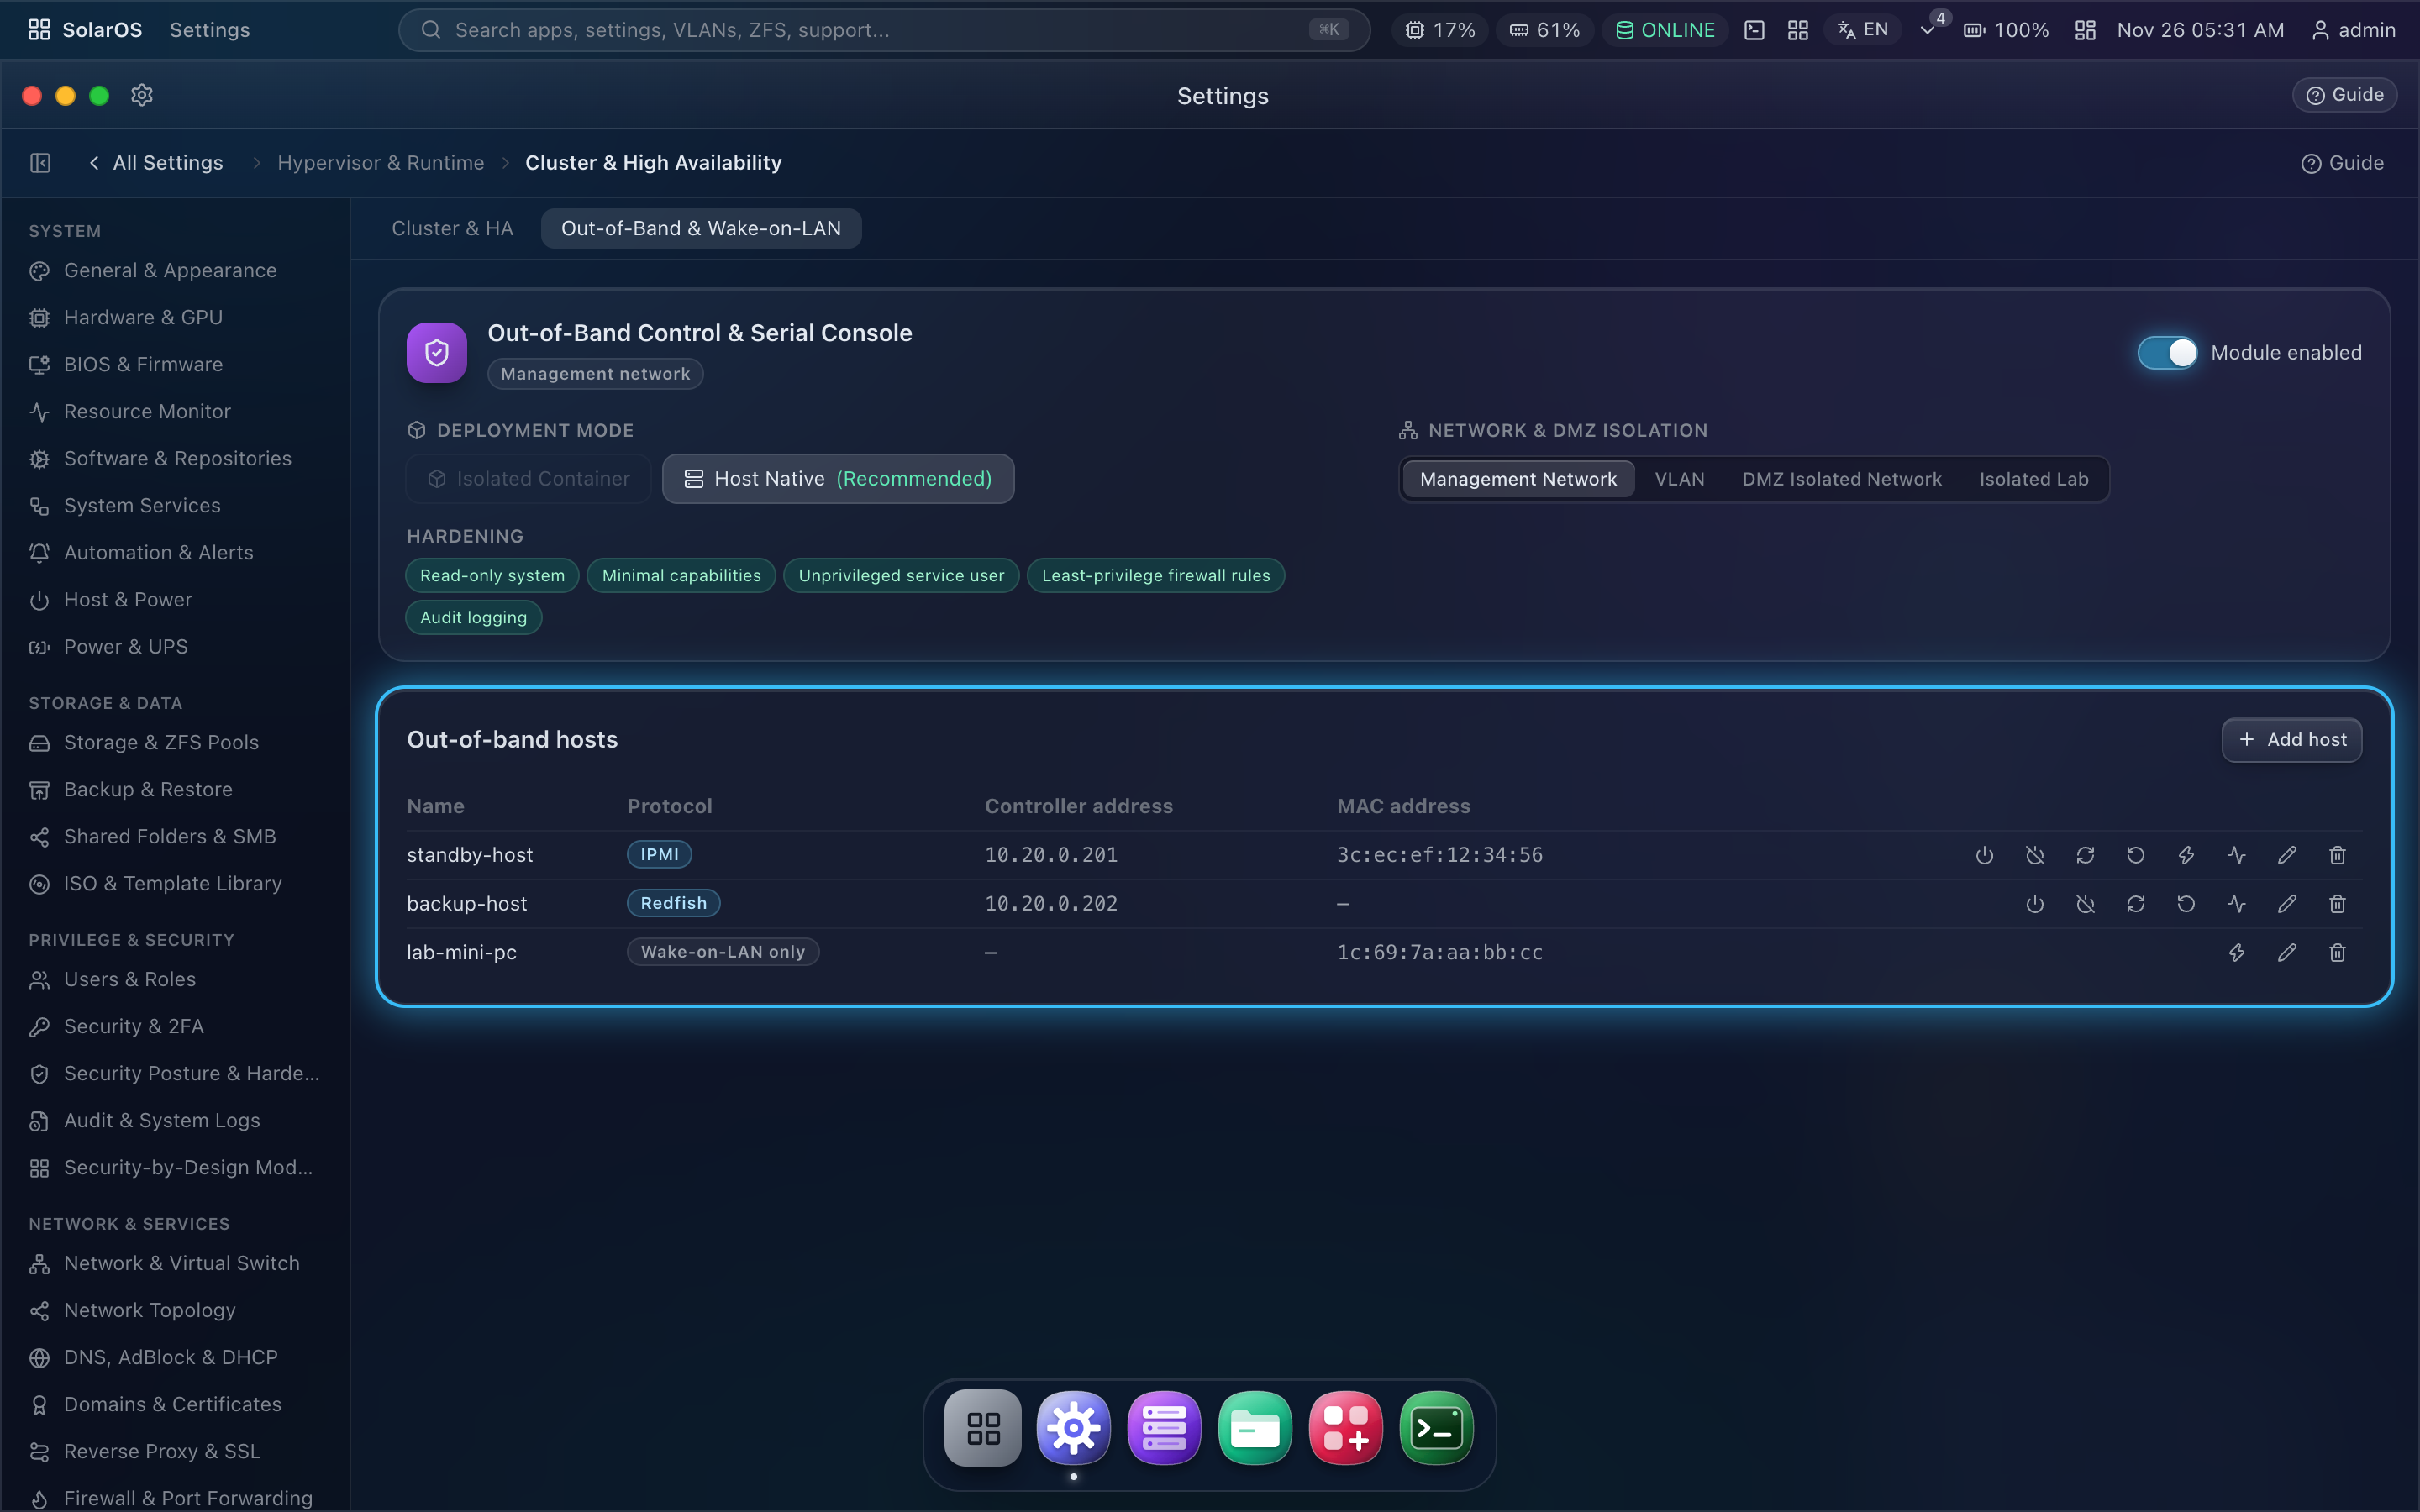 SolarOS Settings Search apps, settings, VLANs, ZFS, support... ⌘K 17% 61% ONLINE EN 4 100% Nov 26 05:31 AM admin
Settings Guide
All Settings Hypervisor & Runtime Cluster & High Availability Guide
SYSTEM
General & Appearance
Hardware & GPU
BIOS & Firmware
Resource Monitor
Software & Repositories
System Services
Automation & Alerts
Host & Power
Power & UPS
STORAGE & DATA
Storage & ZFS Pools
Backup & Restore
Shared Folders & SMB
ISO & Template Library
PRIVILEGE & SECURITY
Users & Roles
Security & 2FA
Security Posture & Harde...
Audit & System Logs
Security-by-Design Mod...
NETWORK & SERVICES
Network & Virtual Switch
Network Topology
DNS, AdBlock & DHCP
Domains & Certificates
Reverse Proxy & SSL
Firewall & Port Forwarding
Cluster & HA Out-of-Band & Wake-on-LAN
Out-of-Band Control & Serial Console
Management network
Module enabled
DEPLOYMENT MODE
Isolated Container Host Native (Recommended)
NETWORK & DMZ ISOLATION
Management Network VLAN DMZ Isolated Network Isolated Lab
HARDENING
Read-only system Minimal capabilities Unprivileged service user Least-privilege firewall rules
Audit logging
Out-of-band hosts + Add host
Name Protocol Controller address MAC address
standby-host IPMI 10.20.0.201 3c:ec:ef:12:34:56
backup-host Redfish 10.20.0.202 —
lab-mini-pc Wake-on-LAN only — 1c:69:7a:aa:bb:cc